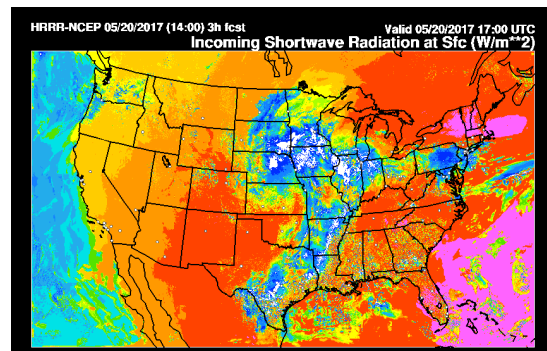 HRRR-NCEP 05/20/2017 (14:00) 3h fcst
Valid 05/20/2017 17:00 UTC
Incoming Shortwave Radiation at Sfc (W/m**2)